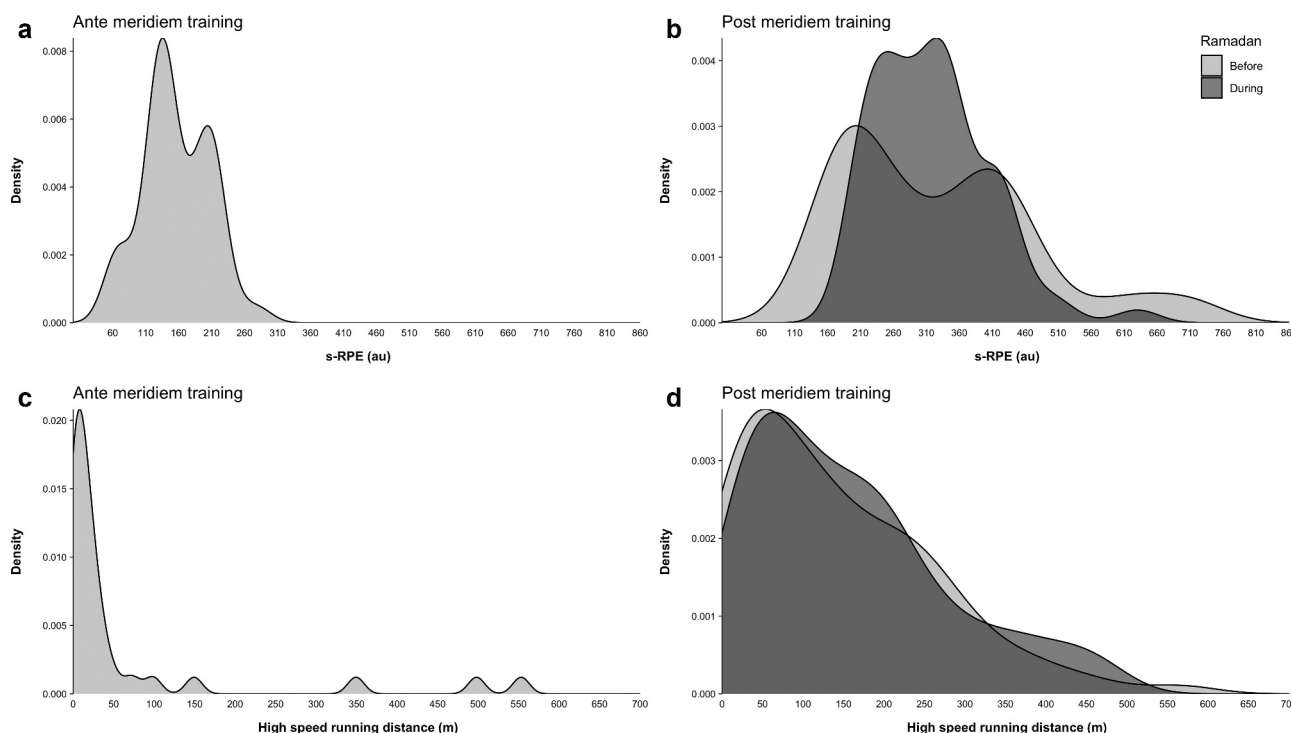 a
Ante meridiem training
Density
0.008
0.006
0.004
0.002
0.000
60 110 160 210 260 310 360 410 460 510 560 610 660 710 760 810 860
s-RPE (au)
b
Post meridiem training
Ramadan
Before
During
Density
0.004
0.003
0.002
0.001
0.000
60 110 160 210 260 310 360 410 460 510 560 610 660 710 760 810 86
s-RPE (au)
c
Ante meridiem training
Density
0.020
0.015
0.010
0.005
0.000
0 50 100 150 200 250 300 350 400 450 500 550 600 650 700
High speed running distance (m)
d
Post meridiem training
Density
0.003
0.002
0.001
0.000
0 50 100 150 200 250 300 350 400 450 500 550 600 650 70
High speed running distance (m)